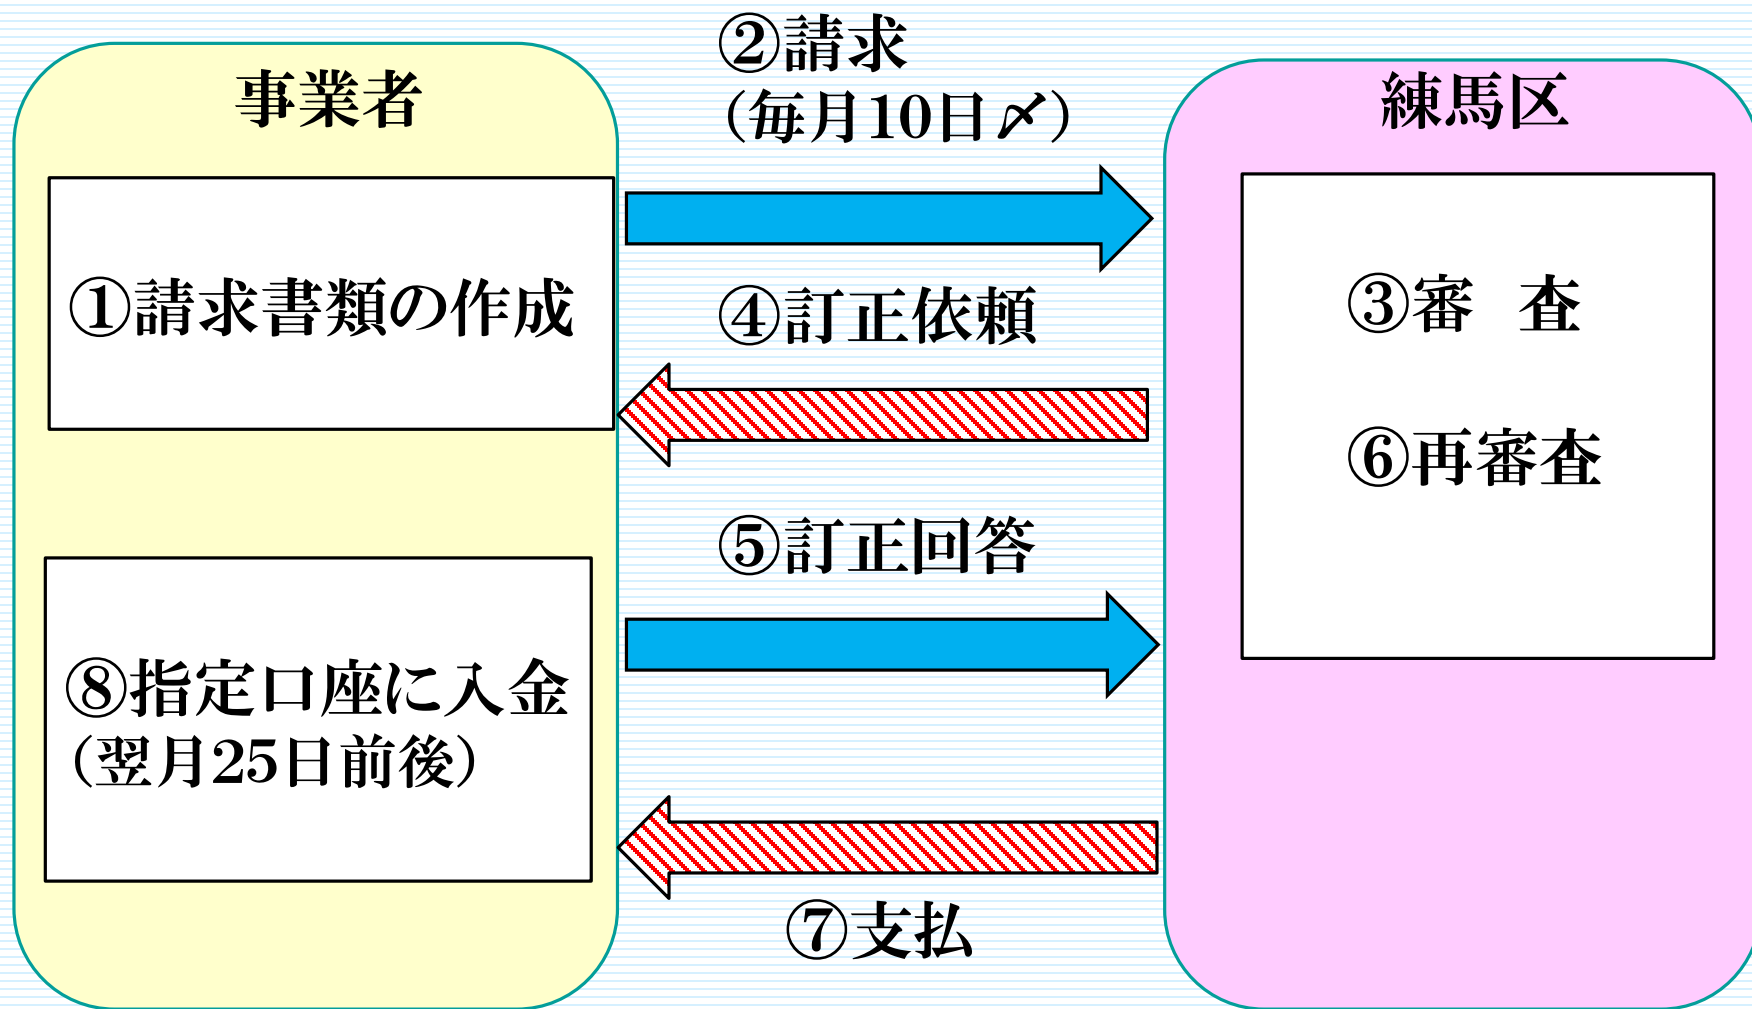 事業者
①請求書類の作成
⑧指定口座に入金
（翌月25日前後）
②請求
（毎月10日〆）
④訂正依頼
⑤訂正回答
⑦支払
練馬区
③審　査
⑥再審査